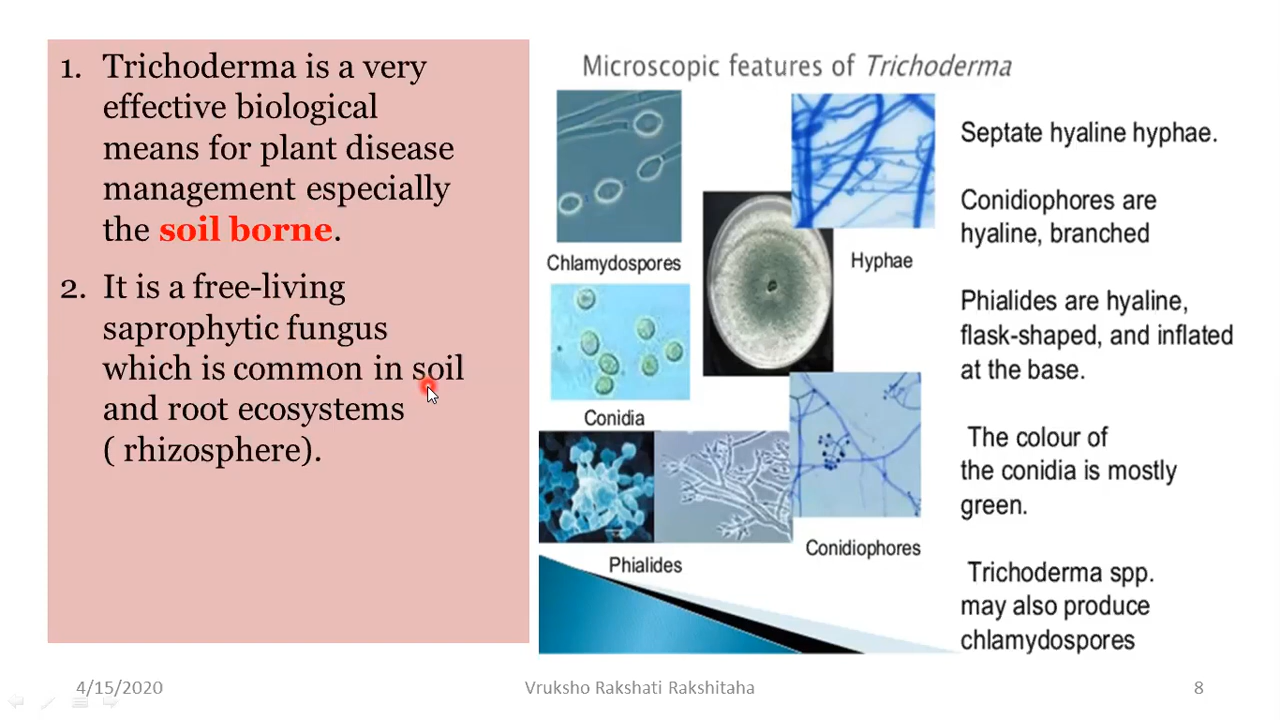 1. Trichoderma is a very
effective biological
means for plant disease
management especially
the soil borne.
2. It is a free-living
saprophytic fungus
which is common in soil
and root ecosystems
( rhizosphere).
Microscopic features of Trichoderma
Chlamydospores
Hyphae
Conidia
Conidiophores
Phialides
Septate hyaline hyphae.
Conidiophores are
hyaline, branched
Phialides are hyaline,
flask-shaped, and inflated
at the base.
The colour of
the conidia is mostly
green.
Trichoderma spp.
may also produce
chlamydospores
4/15/2020
Vruksho Rakshati Rakshitaha
8